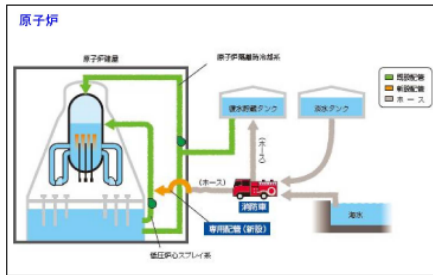 原子炉
原子炉建屋
原子炉隔離時冷却系
復水貯蔵タンク
淡水タンク
既設配管
新設配管
ホース
(ホース)
(ホース)
消防車
海水
専用配管(新設)
低圧炉心スプレイ系